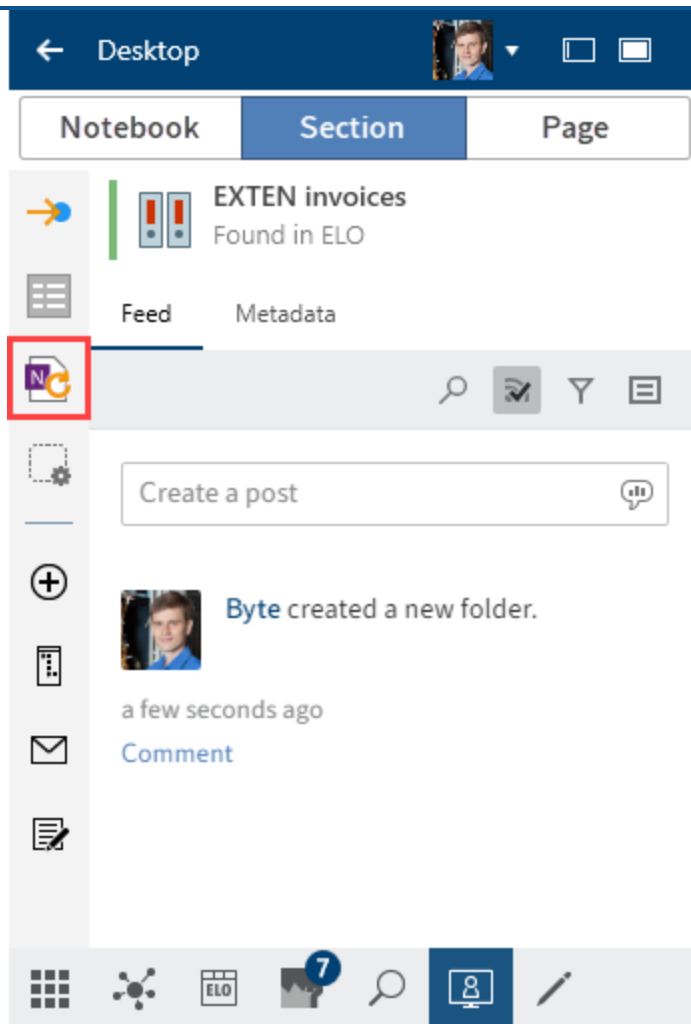 Desktop
Notebook Section Page
EXTEN invoices
Found in ELO
Feed Metadata
N
Create a post
Byte created a new folder.
a few seconds ago
Comment
7
ELO